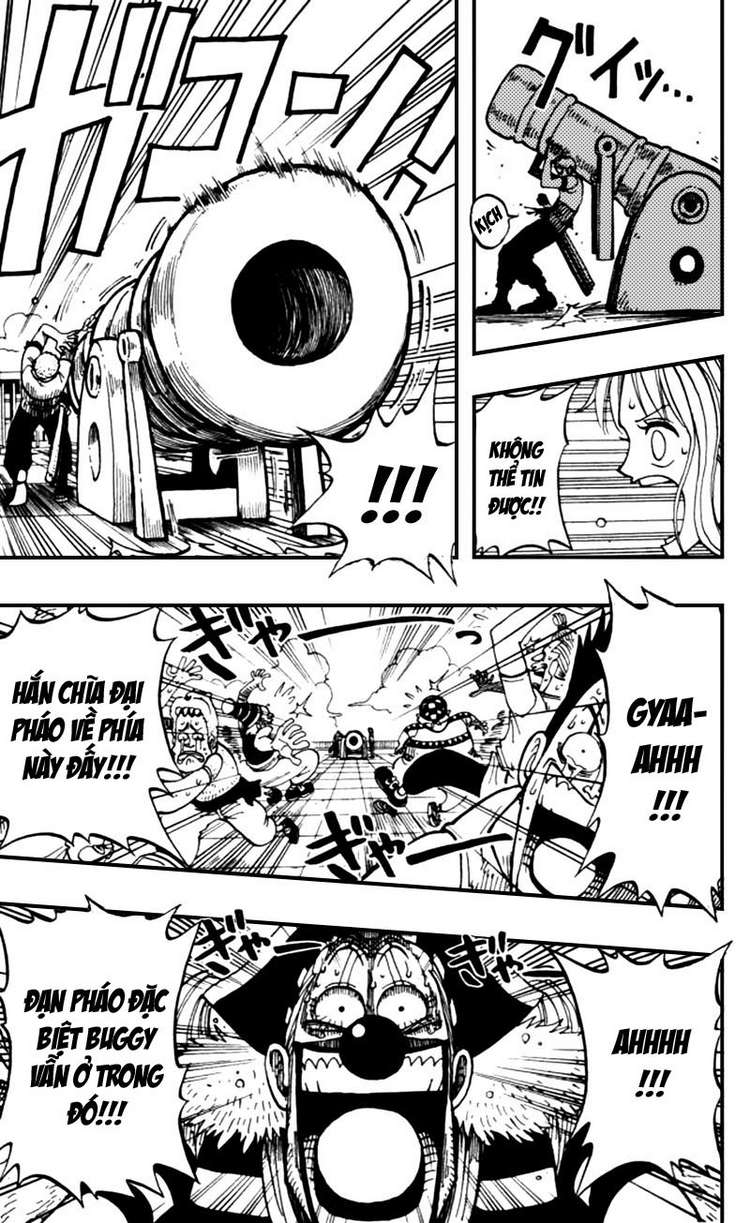 グイッ…
KỊCH
ガコーン!!
KHÔNG
THỂ TIN
ĐƯỢC!!
!!!
GYAA-
AHHH
!!!
ぎゃーっ
HẮN CHĨA ĐẠI
PHÁO VỀ PHÍA
NÀY ĐẤY!!!
ぎゃー
AHHHH
!!!
ぎゃ
ぎゃ
ĐẠN PHÁO ĐẶC
BIỆT BUGGY
VẪN Ở TRONG
ĐÓ!!!